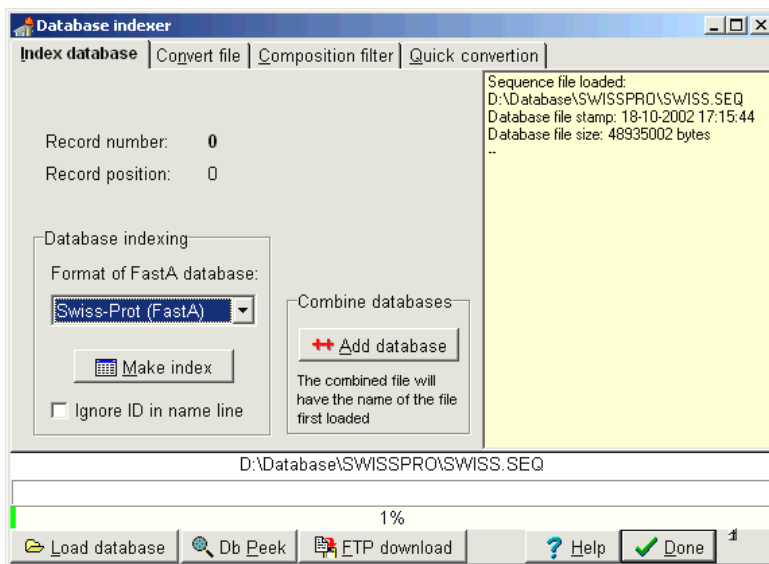 Database indexer
Index database Convert file Composition filter Quick convertion
Sequence file loaded:
D:\Database\SWISSPRO\SWISS.SEQ
Database file stamp: 18-10-2002 17:15:44
Database file size: 48935002 bytes
--
Record number: 0
Record position: 0
Database indexing
Format of FastA database:
Swiss-Prot (FastA)
Make index
Ignore ID in name line
Combine databases
Add database
The combined file will
have the name of the file
first loaded
D:\Database\SWISSPRO\SWISS.SEQ
1%
Load database Db Peek FTP download Help Done